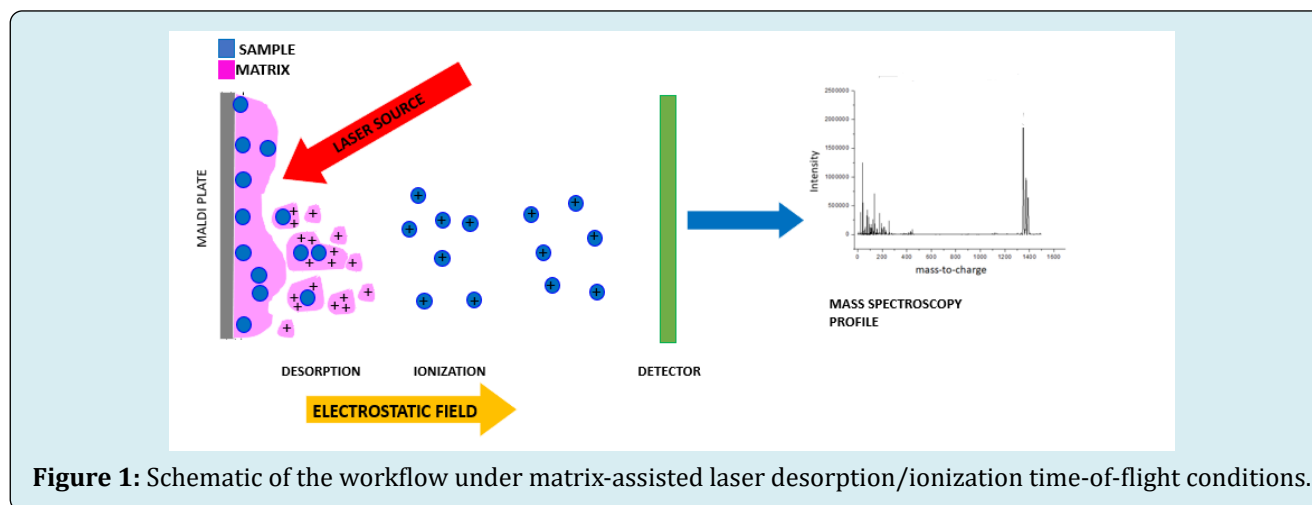 SAMPLE
MATRIX
MALDI PLATE
LASER SOURCE
DESORPTION
IONIZATION
DETECTOR
ELECTROSTATIC FIELD
Intensity
2500000
2000000
1500000
1000000
500000
0
0 200 400 600 800 1000 1200 1400 1600
mass-to-charge
MASS SPECTROSCOPY
PROFILE
+ + + + + + + + + + + + + + + + + + + + + +
Figure 1: Schematic of the workflow under matrix-assisted laser desorption/ionization time-of-flight conditions.